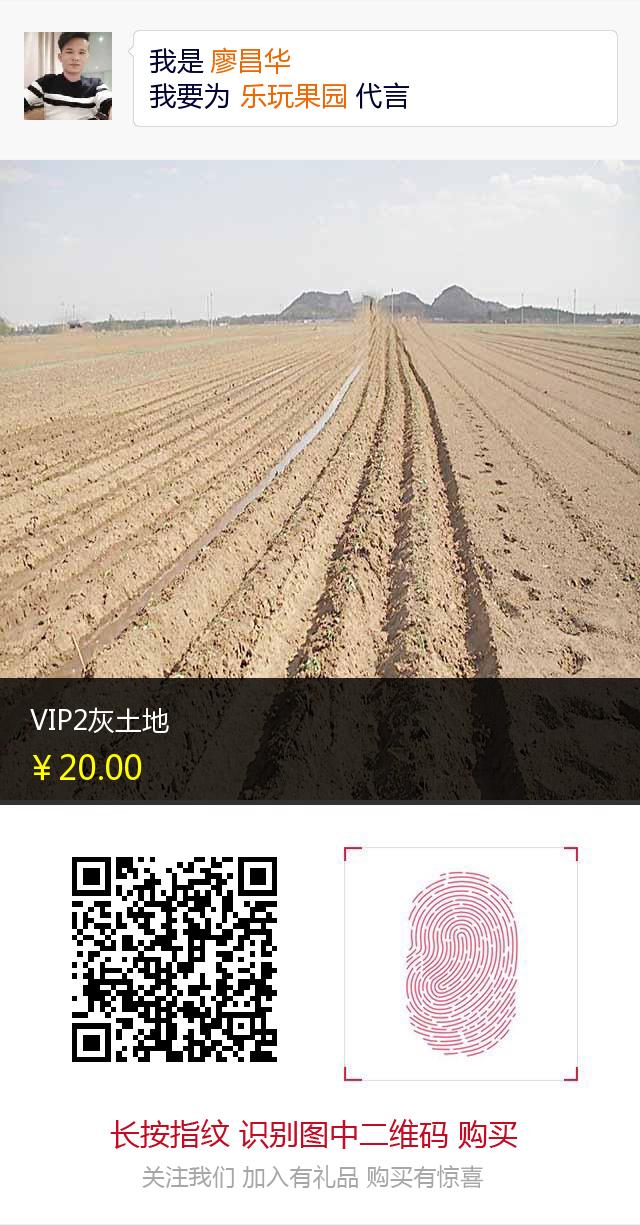 我是 廖昌华
我要为 乐玩果园 代言
VIP2灰土地
￥20.00
长按指纹 识别图中二维码 购买
关注我们 加入有礼品 购买有惊喜